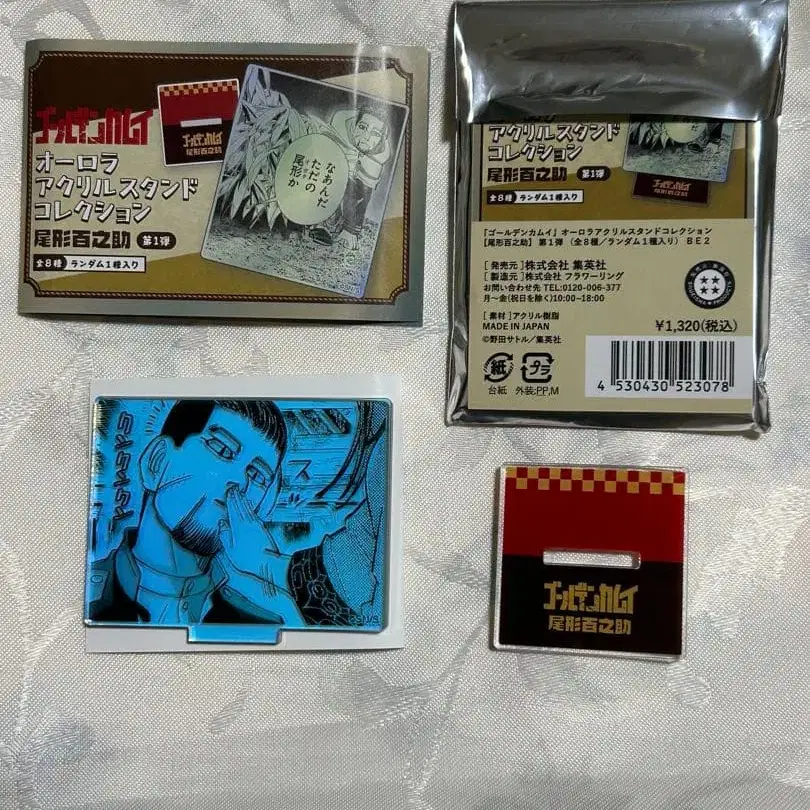 ゴールデンカムイ
オーロラ
アクリルスタンド
コレクション
尾形百之助 第1弾
全8種 ランダム1種入り
ゴールデンカムイ
尾形百之助
なあんだ
ただの
尾形か
アクリルスタンド
コレクション
尾形百之助 第1弾
全8種 ランダム1種入り
『ゴールデンカムイ』オーロラアクリルスタンドコレクション
【尾形百之助】 第1弾 (全8種/ランダム1種入り) BE2
[発売元]株式会社 集英社
[製造元]株式会社 フラワーリング
お問い合わせ先 TEL:0120-006-377
月~金(祝日を除く)10:00-18:00
[素材]アクリル樹脂
MADE IN JAPAN
©野田サトル/集英社
¥1,320(税込)
紙 プラ
台紙 外装:PP,M
4 530430 523078
ス
ゴールデンカムイ
尾形百之助